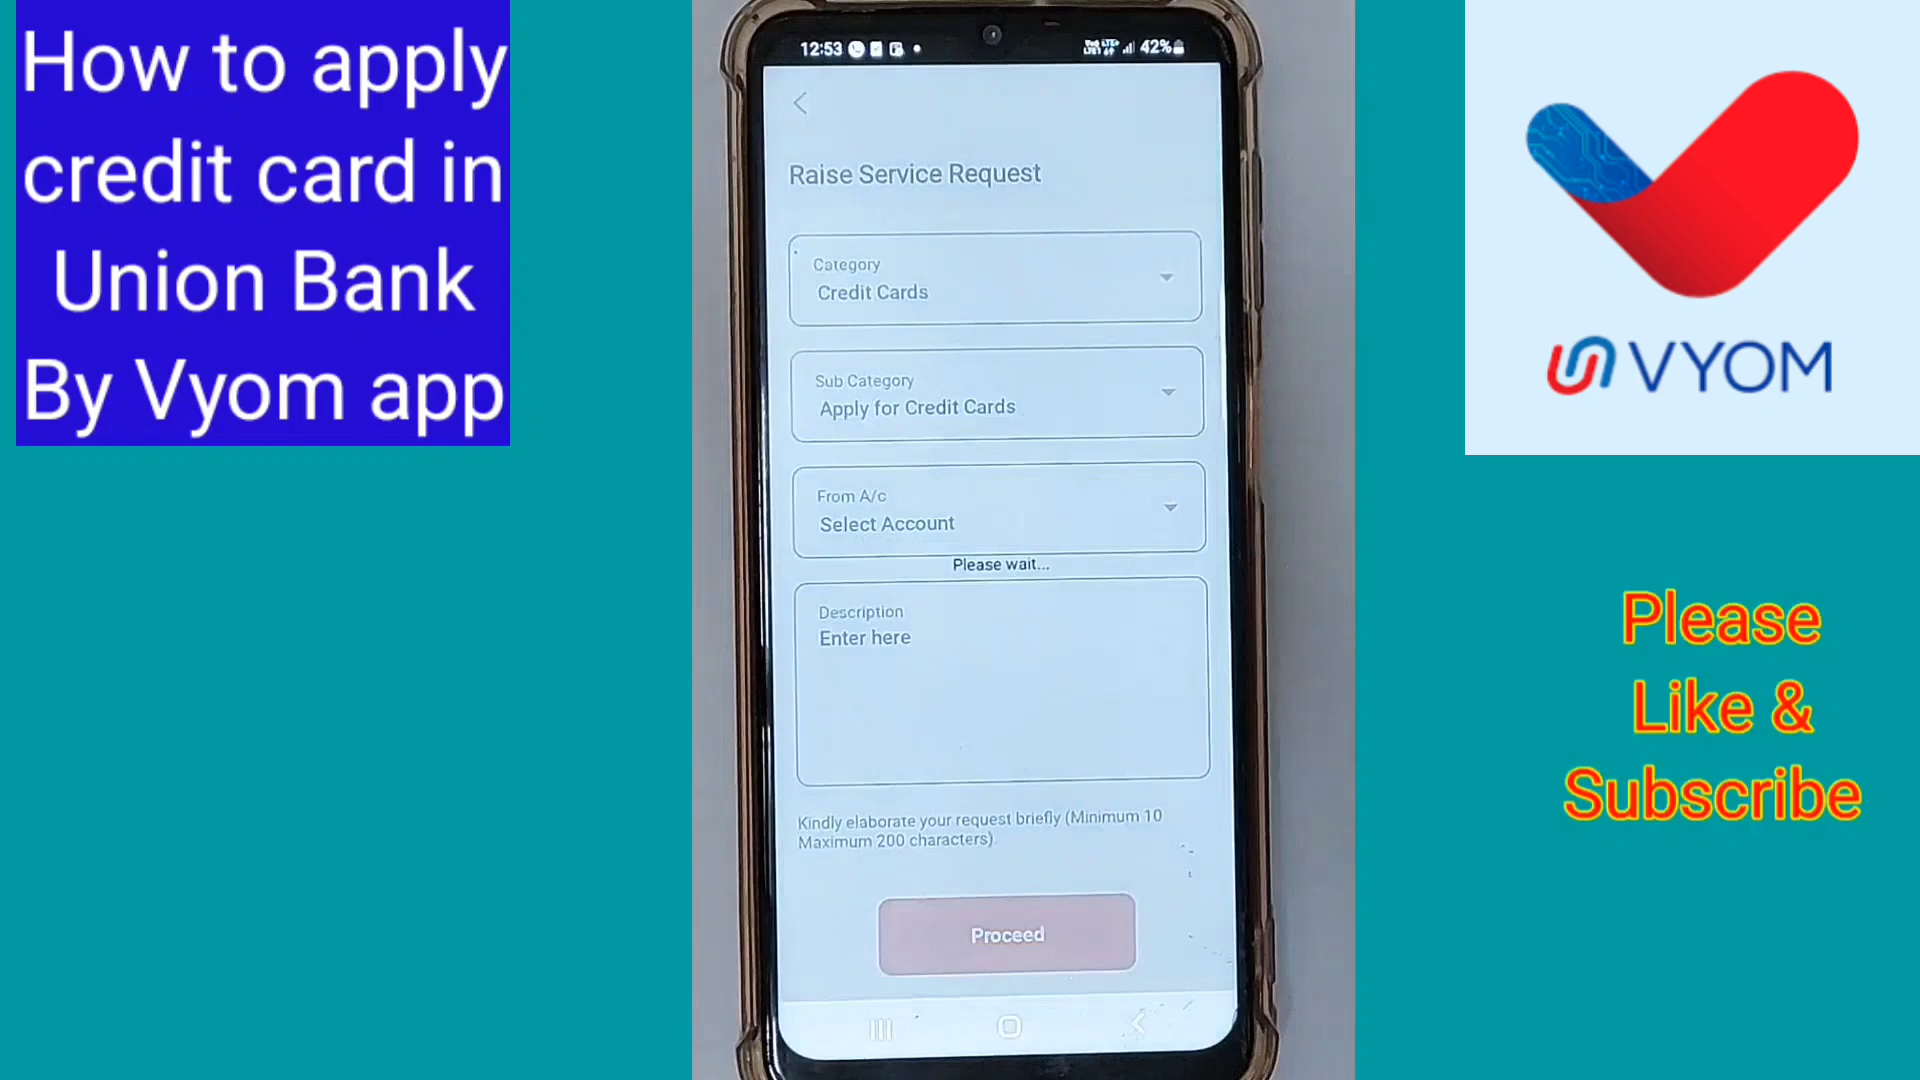 How to apply
credit card in
Union Bank
By Vyom app
12:53
42%
Raise Service Request
Category
Credit Cards
Sub Category
Apply for Credit Cards
From A/c
Select Account
Please wait...
Description
Enter here
Kindly elaborate your request briefly (Minimum 10
Maximum 200 characters)
Proceed
VYOM
Please
Like &
Subscribe